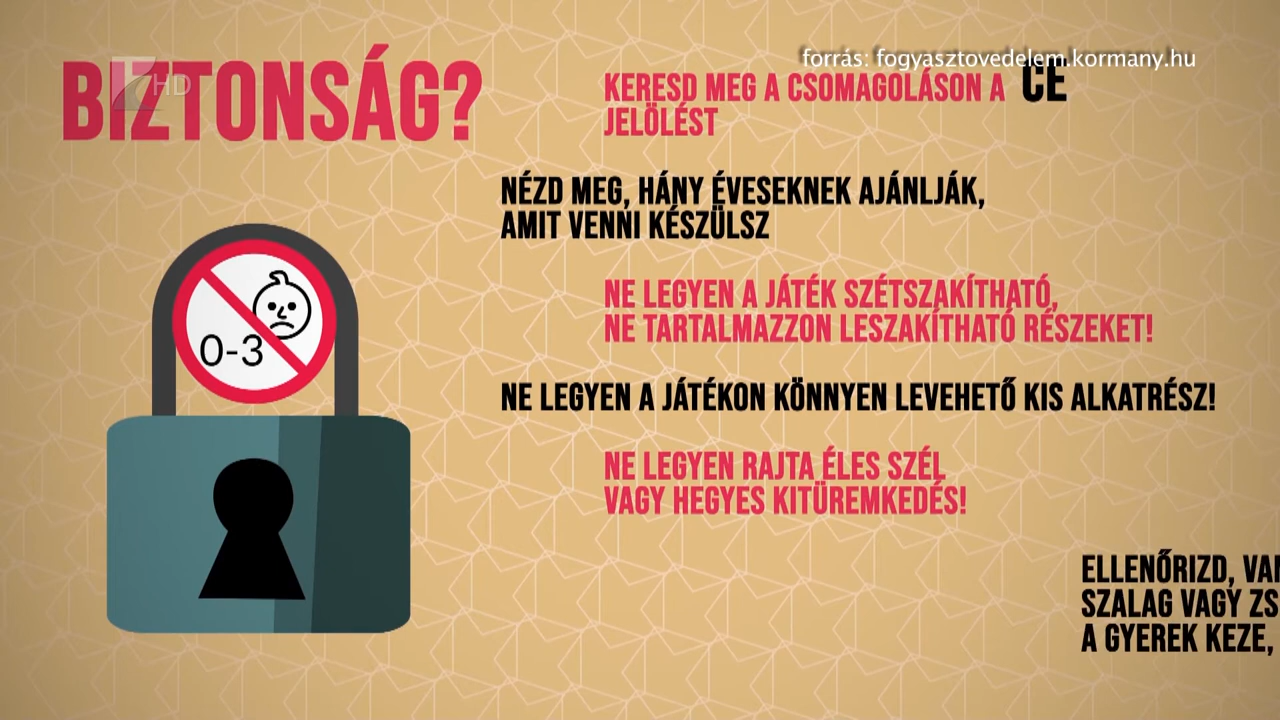 forrás: fogyasztovedelem.kormany.hu
BIZTONSÁG?
HD
KERESD MEG A CSOMAGOLÁSON A CE
JELÖLÉST
NÉZD MEG, HÁNY ÉVESEKNEK AJÁNLJÁK,
AMIT VENNI KÉSZÜLSZ
0-3
NE LEGYEN A JÁTÉK SZÉTSZAKÍTHATÓ,
NE TARTALMAZZON LESZAKÍTHATÓ RÉSZEKET!
NE LEGYEN A JÁTÉKON KÖNNYEN LEVEHETŐ KIS ALKATRÉSZ!
NE LEGYEN RAJTA ÉLES SZÉL
VAGY HEGYES KITÜREMKEDÉS!
ELLENŐRIZD,
SZALAG VAGY
A GYEREK KEZE,